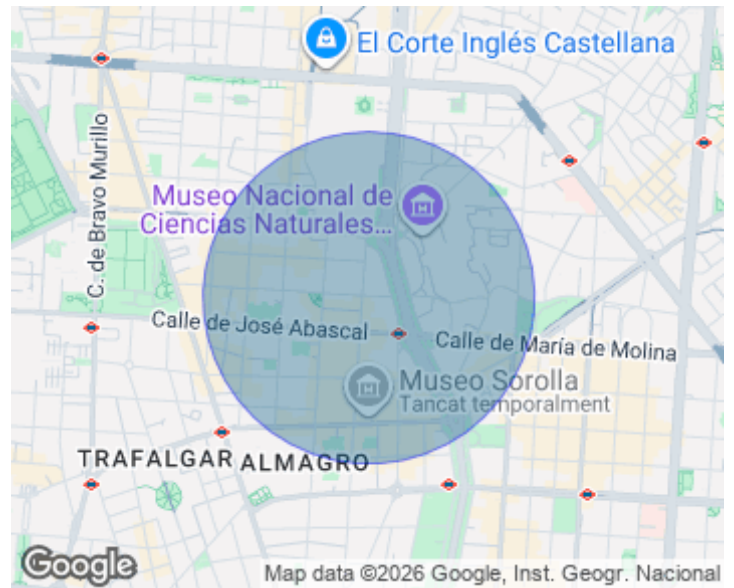 El Corte Inglés Castellana
C. de Bravo Murillo
Museo Nacional de
Ciencias Naturales...
Calle de José Abascal
Calle de María de Molina
Museo Sorolla
Tancat temporalment
TRAFALGAR
ALMAGRO
Google
Map data ©2026 Google, Inst. Geogr. Nacional